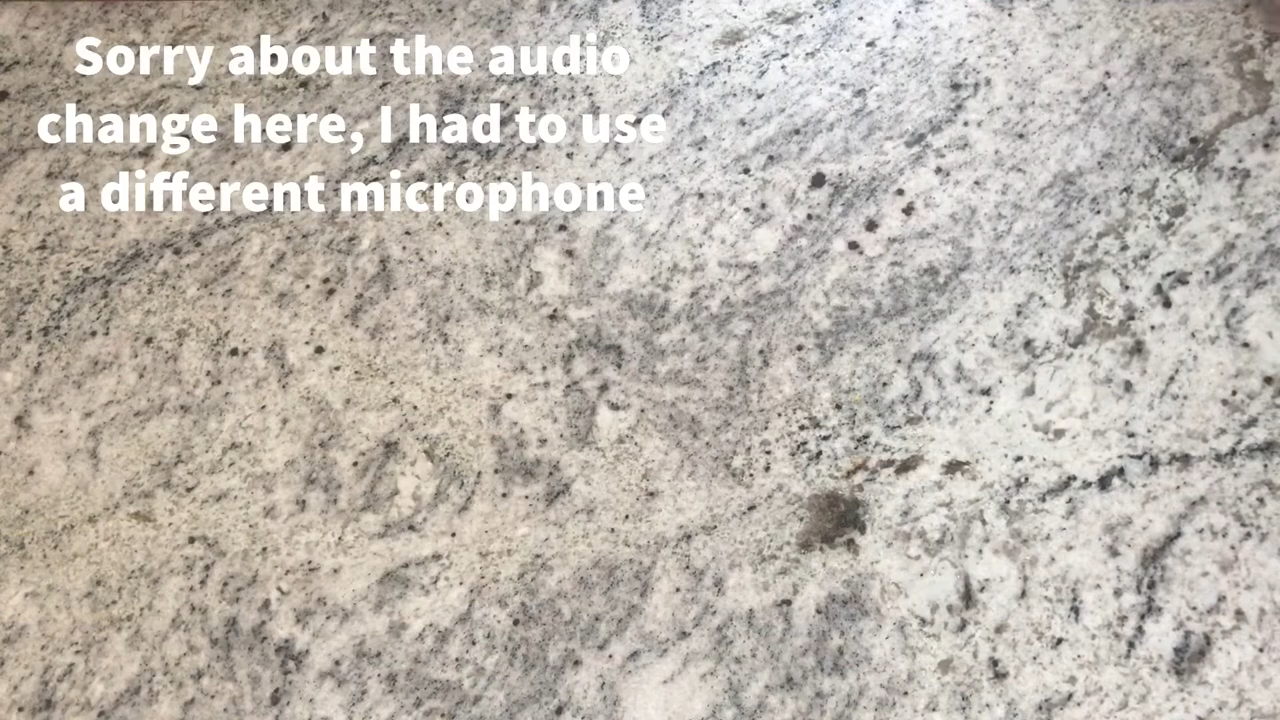 Sorry about the audio
change here, I had to use
a different microphone